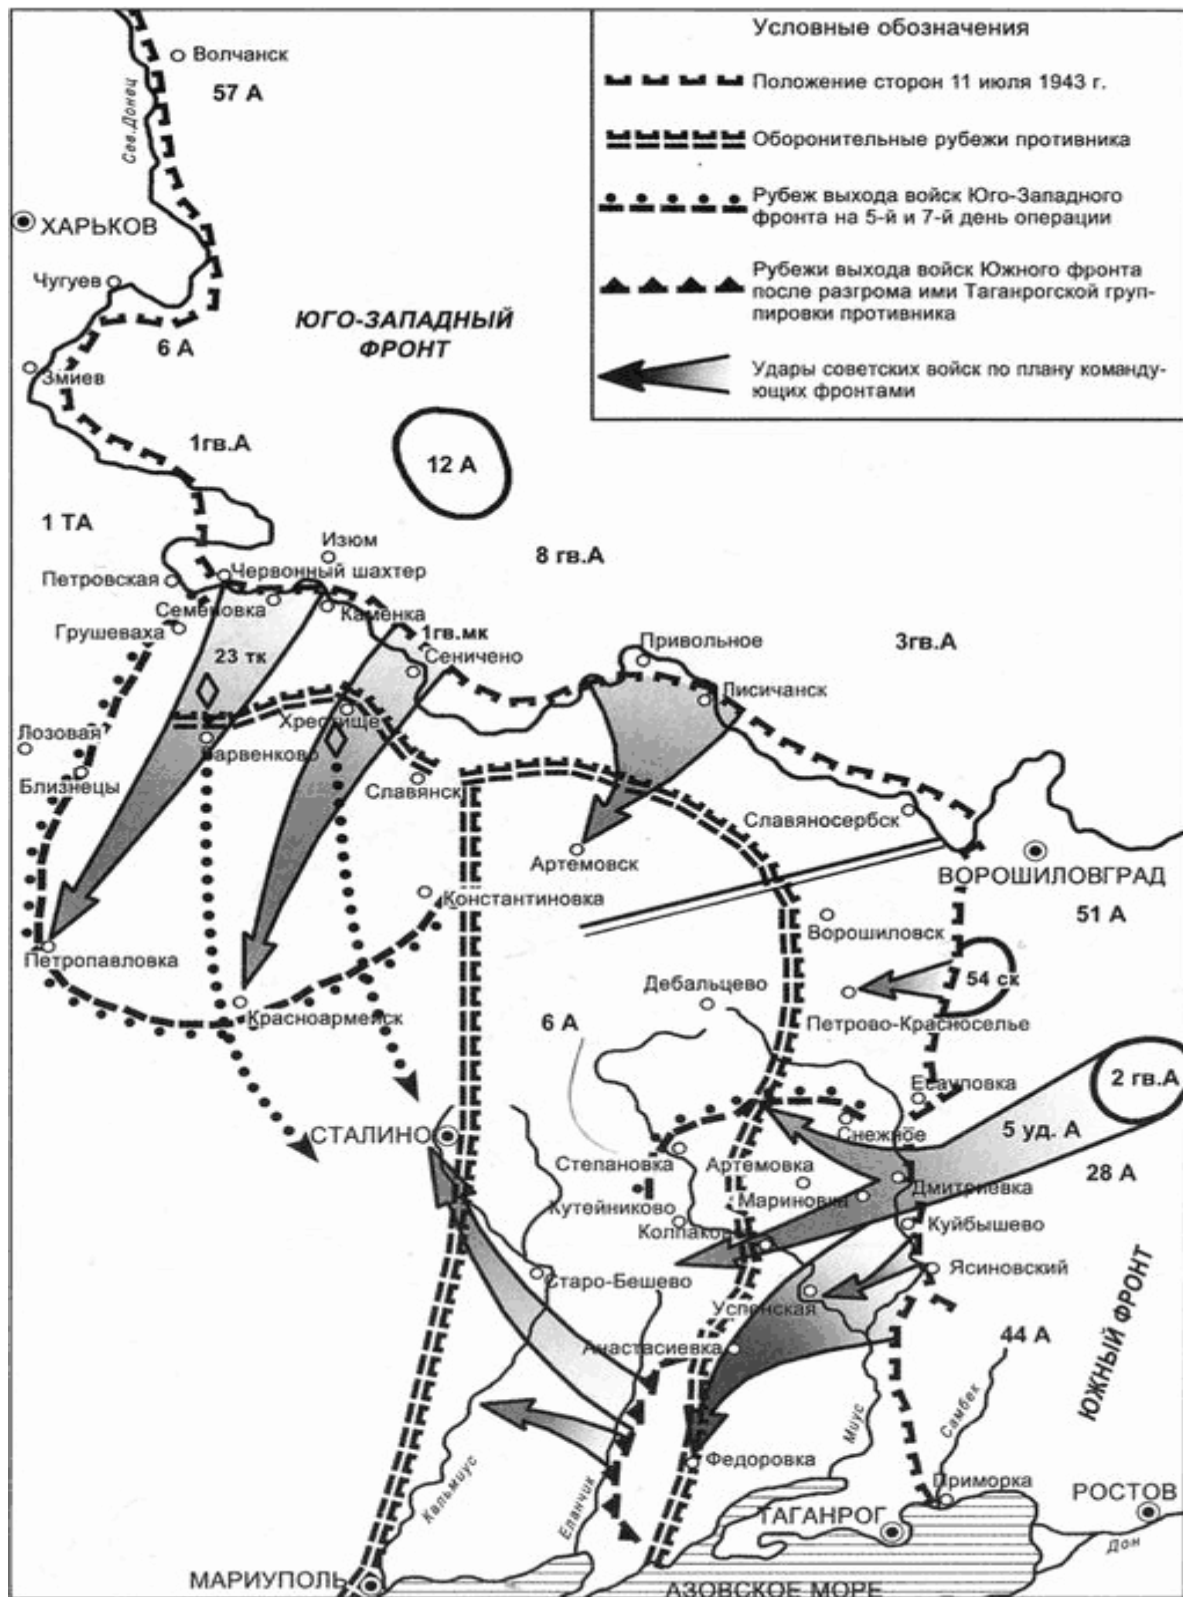 Условные обозначения
Положение сторон 11 июля 1943 г.
Оборонительные рубежи противника
Рубеж выхода войск Юго-Западного
фронта на 5-й и 7-й день операции
Рубежи выхода войск Южного фронта
после разгрома ими Таганрогской груп-
пировки противника
Удары советских войск по плану команду-
ющих фронтами
Волчанск
57 А
Сев.Донец
ХАРЬКОВ
Чугуев
6 А
Змиев
ЮГО-ЗАПАДНЫЙ
ФРОНТ
1гв.А
12 А
1 ТА
Изюм
8 гв.А
Петровская
Червонный шахтер
Семеновка
Каменка
Грушеваха
1гв.мк
23 тк
Сеничено
Привольное
3гв.А
Лисичанск
Хрестище
Лозовая
Барвенково
Близнецы
Славянск
Славяносербск
Артемовск
ВОРОШИЛОВГРАД
Константиновка
51 А
Ворошиловск
Петропавловка
54 ск
Дебальцево
Красноармейск
6 А
Петрово-Красноселье
2 гв.А
Есауловка
5 уд. А
СТАЛИНО
Снежное
Степановка
Артемовка
28 А
Мариновка
Дмитриевка
Кутейниково
Куйбышево
Колпаков
Ясиновский
Старо-Бешево
Успенская
ЮЖНЫЙ ФРОНТ
44 А
Анастасиевка
Самбек
Миус
Федоровка
Кальмиус
Еланчик
Приморка
РОСТОВ
ТАГАНРОГ
Дон
МАРИУПОЛЬ
АЗОВСКОЕ МОРЕ